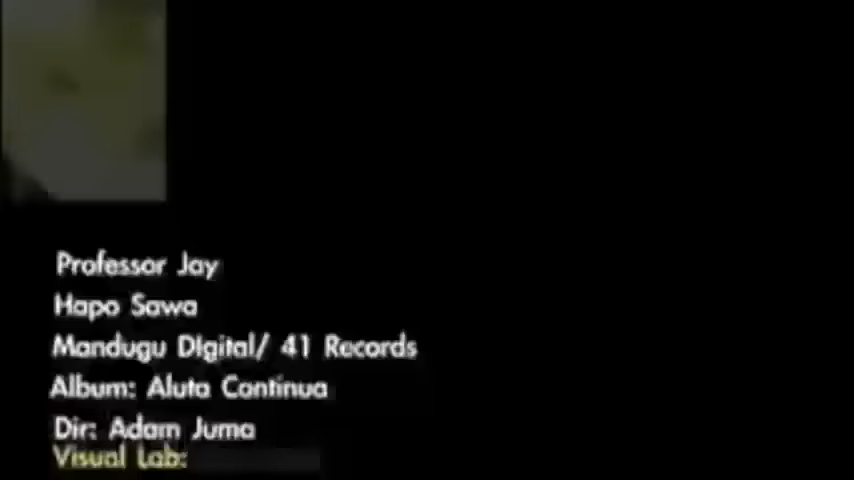 Professor Jay
Hapo Sawa
Mandugu DIgital/ 41 Records
Album: Aluta Continua
Dir: Adam Juma
Visual Lab: